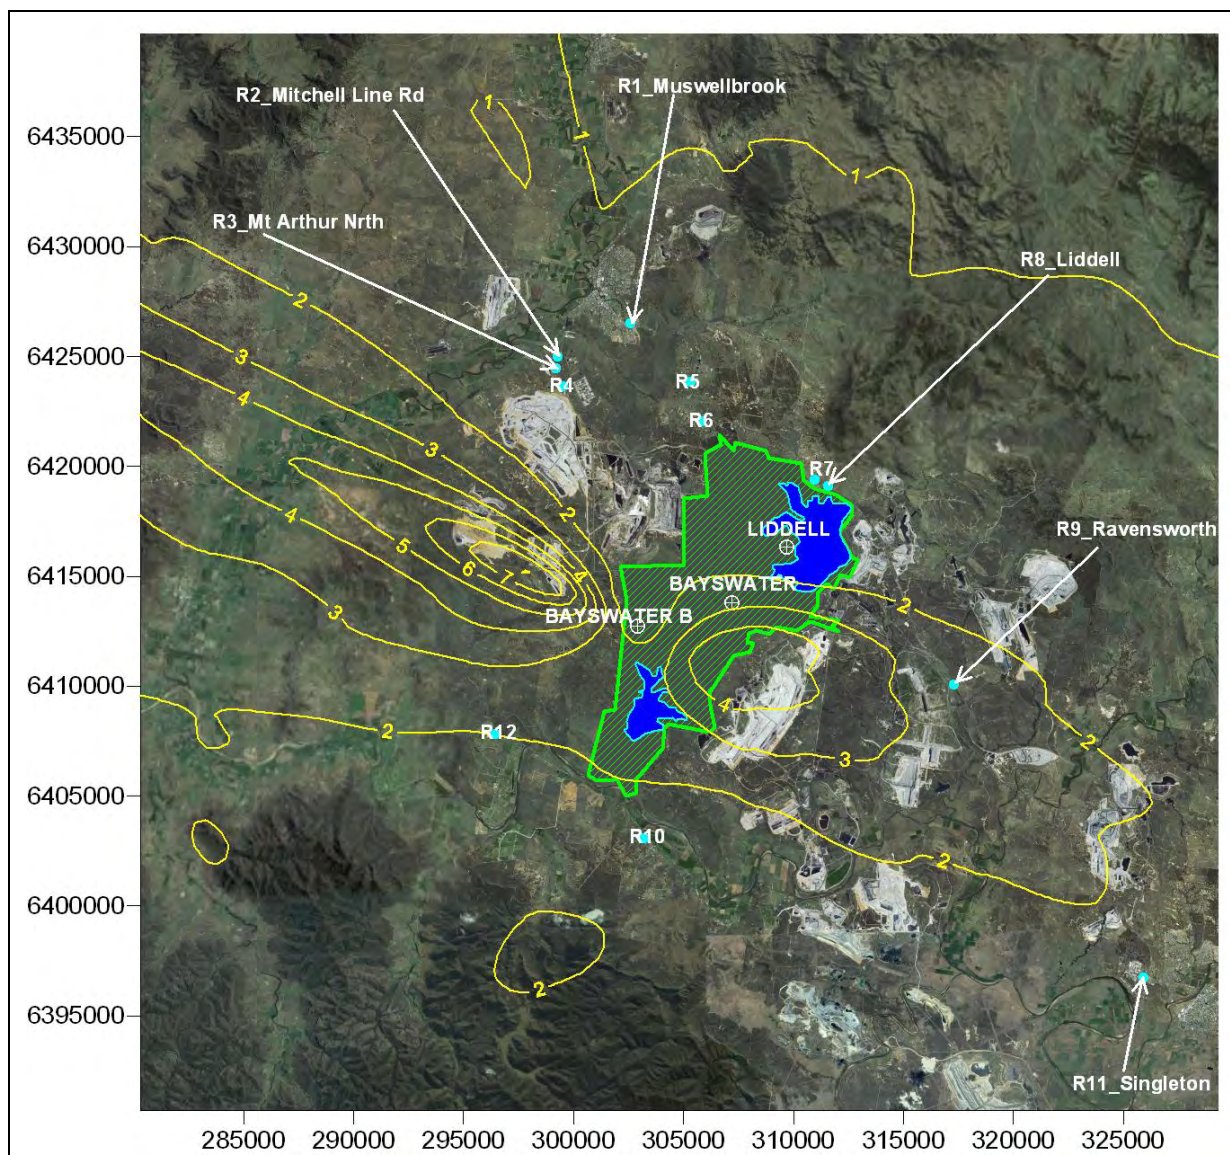 R2_Mitchell Line Rd
R1_Muswellbrook
6435000
1
1
1
R3_Mt Arthur Nrth
6430000
R8_Liddell
2
3
6425000
4
R4
R5
3
R6
6420000
R7
4
5
2
LIDDELL
R9_Ravensworth
6415000
6
7
4
BAYSWATER
2
3
BAYSWATER B
6410000
4
2
R12
2
3
6405000
R10
2
6400000
2
6395000
R11_Singleton
285000
290000
295000
300000
305000
310000
315000
320000
325000